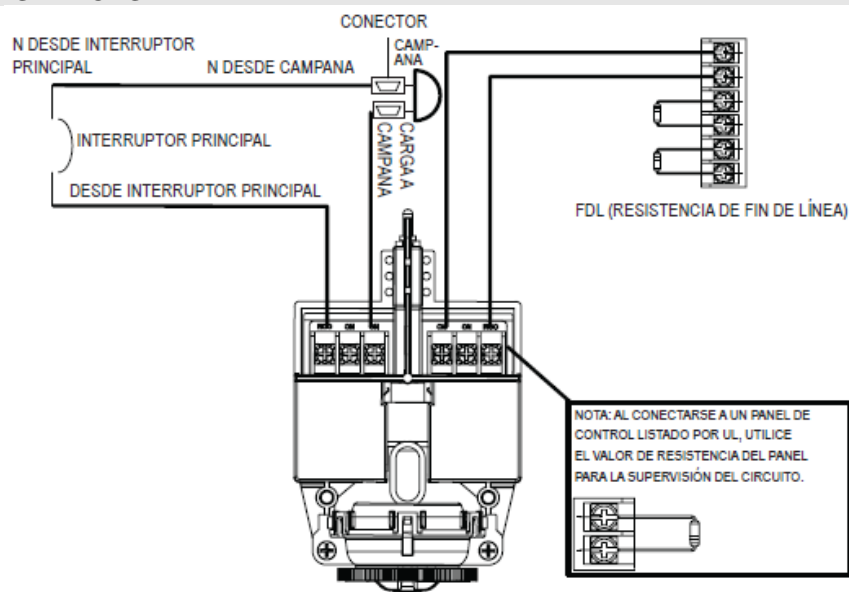 CONECTOR
N DESDE INTERRUPTOR
PRINCIPAL
N DESDE CAMPANA
CAMP-
ANA
INTERRUPTOR PRINCIPAL
CARGA A
CAMPANA
DESDE INTERRUPTOR PRINCIPAL
FDL (RESISTENCIA DE FIN DE LÍNEA)
NOTA: AL CONECTARSE A UN PANEL DE
CONTROL LISTADO POR UL, UTILICE
EL VALOR DE RESISTENCIA DEL PANEL
PARA LA SUPERVISIÓN DEL CIRCUITO.